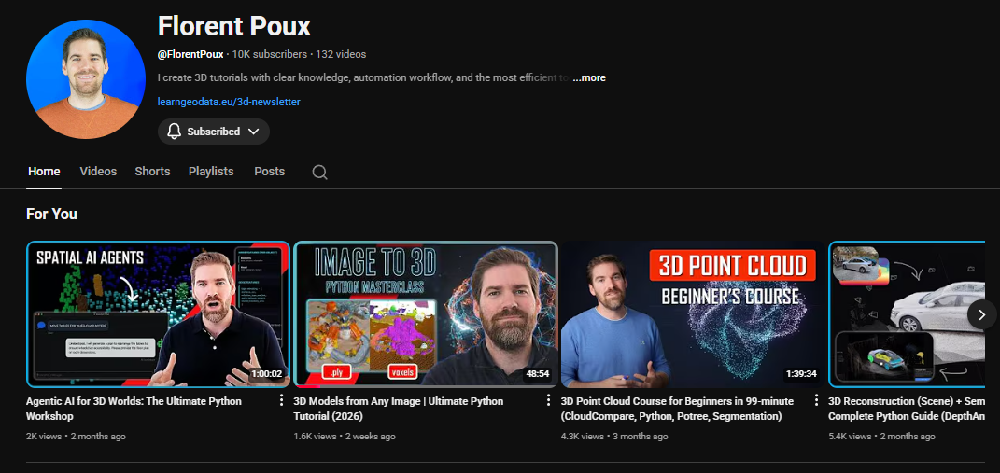 Florent Poux
@FlorentPoux · 10K subscribers · 132 videos
I create 3D tutorials with clear knowledge, automation workflow, and the most efficient to ...more
learngeodata.eu/3d-newsletter
Subscribed
Home Videos Shorts Playlists Posts
For You
SPATIAL AI AGENTS
1:00:02
IMAGE TO 3D
PYTHON MASTERCLASS
.ply
voxels
48:54
3D POINT CLOUD
BEGINNER'S COURSE
1:39:34
Agentic AI for 3D Worlds: The Ultimate Python
Workshop
2K views • 2 months ago
3D Models from Any Image | Ultimate Python
Tutorial (2026)
1.6K views • 2 weeks ago
3D Point Cloud Course for Beginners in 99-minute
(CloudCompare, Python, Potree, Segmentation)
4.3K views • 3 months ago
3D Reconstruction (Scene) + Sem
Complete Python Guide (DepthAn
5.4K views • 2 months ago